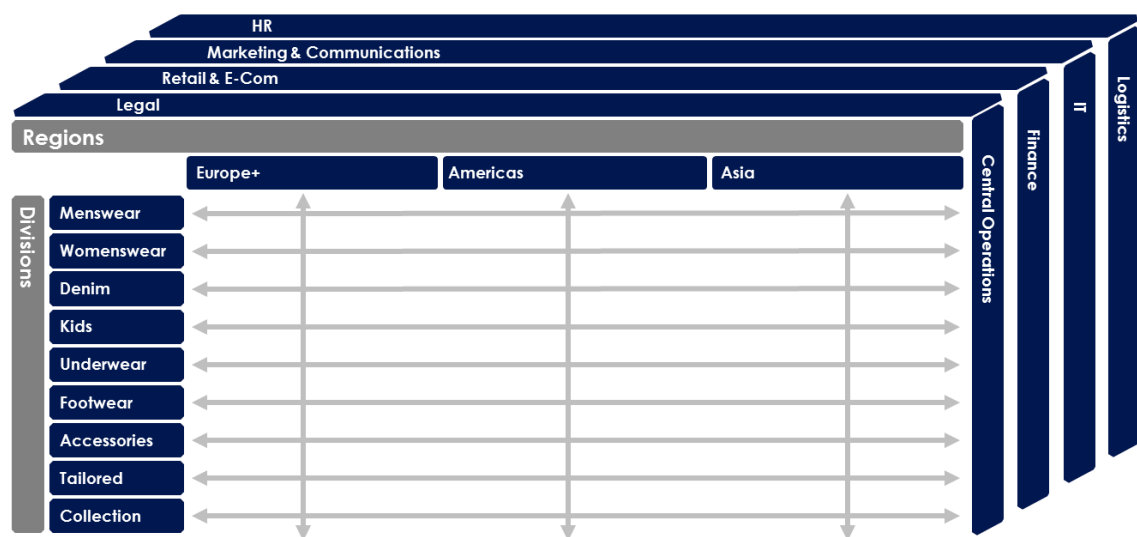 HR
Marketing & Communications
Retail & E-Com
Legal
Regions
Europe+
Americas
Asia
Divisions
Menswear
Womenswear
Denim
Kids
Underwear
Footwear
Accessories
Tailored
Collection
Central Operations
Finance
IT
Logistics